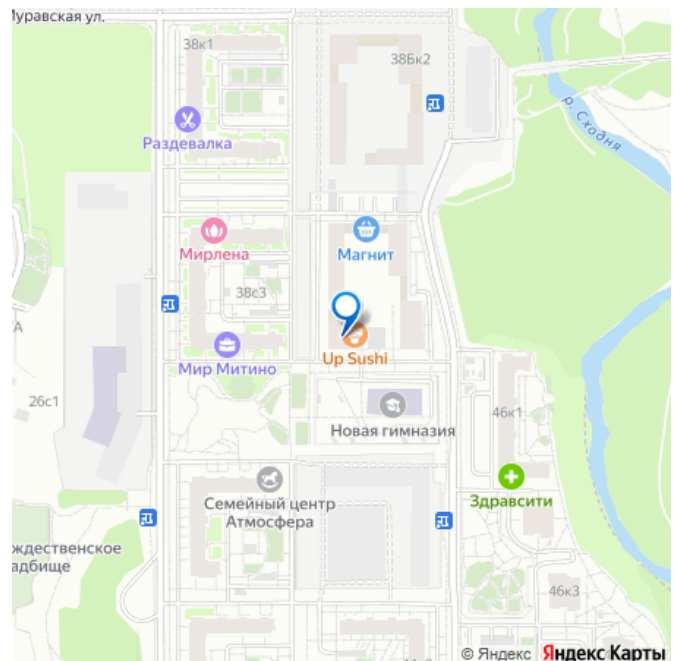 Муравская ул.
38к1
38Бк2
р. Сходня
Раздевалка
Мирлена
Магнит
38с3
Up Sushi
Мир Митино
26с1
Новая гимназия
46к1
Семейный центр
Атмосфера
Здравсити
ждественское
адбище
46к3
© Яндекс Яндекс Карты